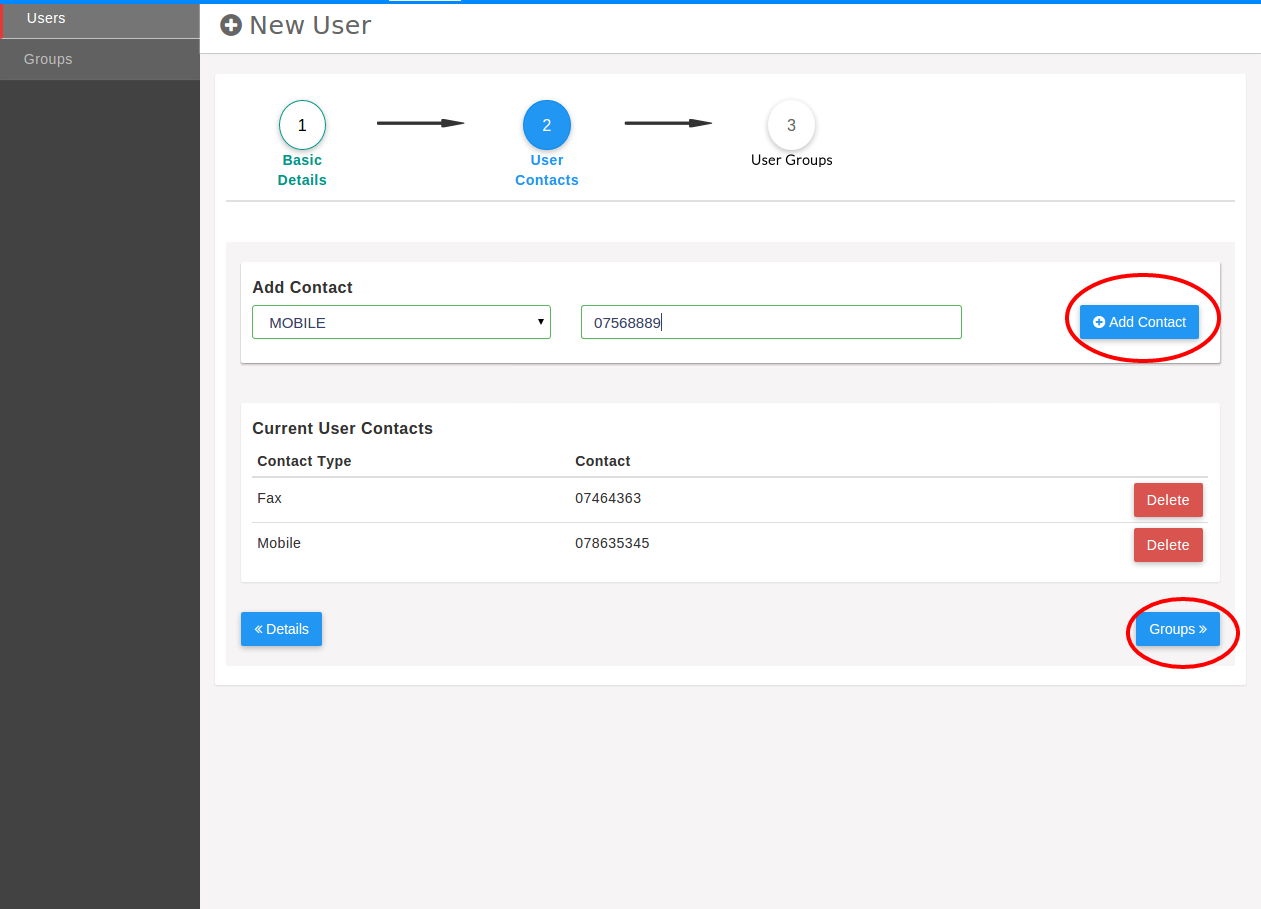 Users
New User
Groups
1
2
3
Basic
Details
User
Contacts
User Groups
Add Contact
MOBILE
07568889
Add Contact
Current User Contacts
Contact Type Contact
Fax 07464363 Delete
Mobile 078635345 Delete
« Details
Groups »